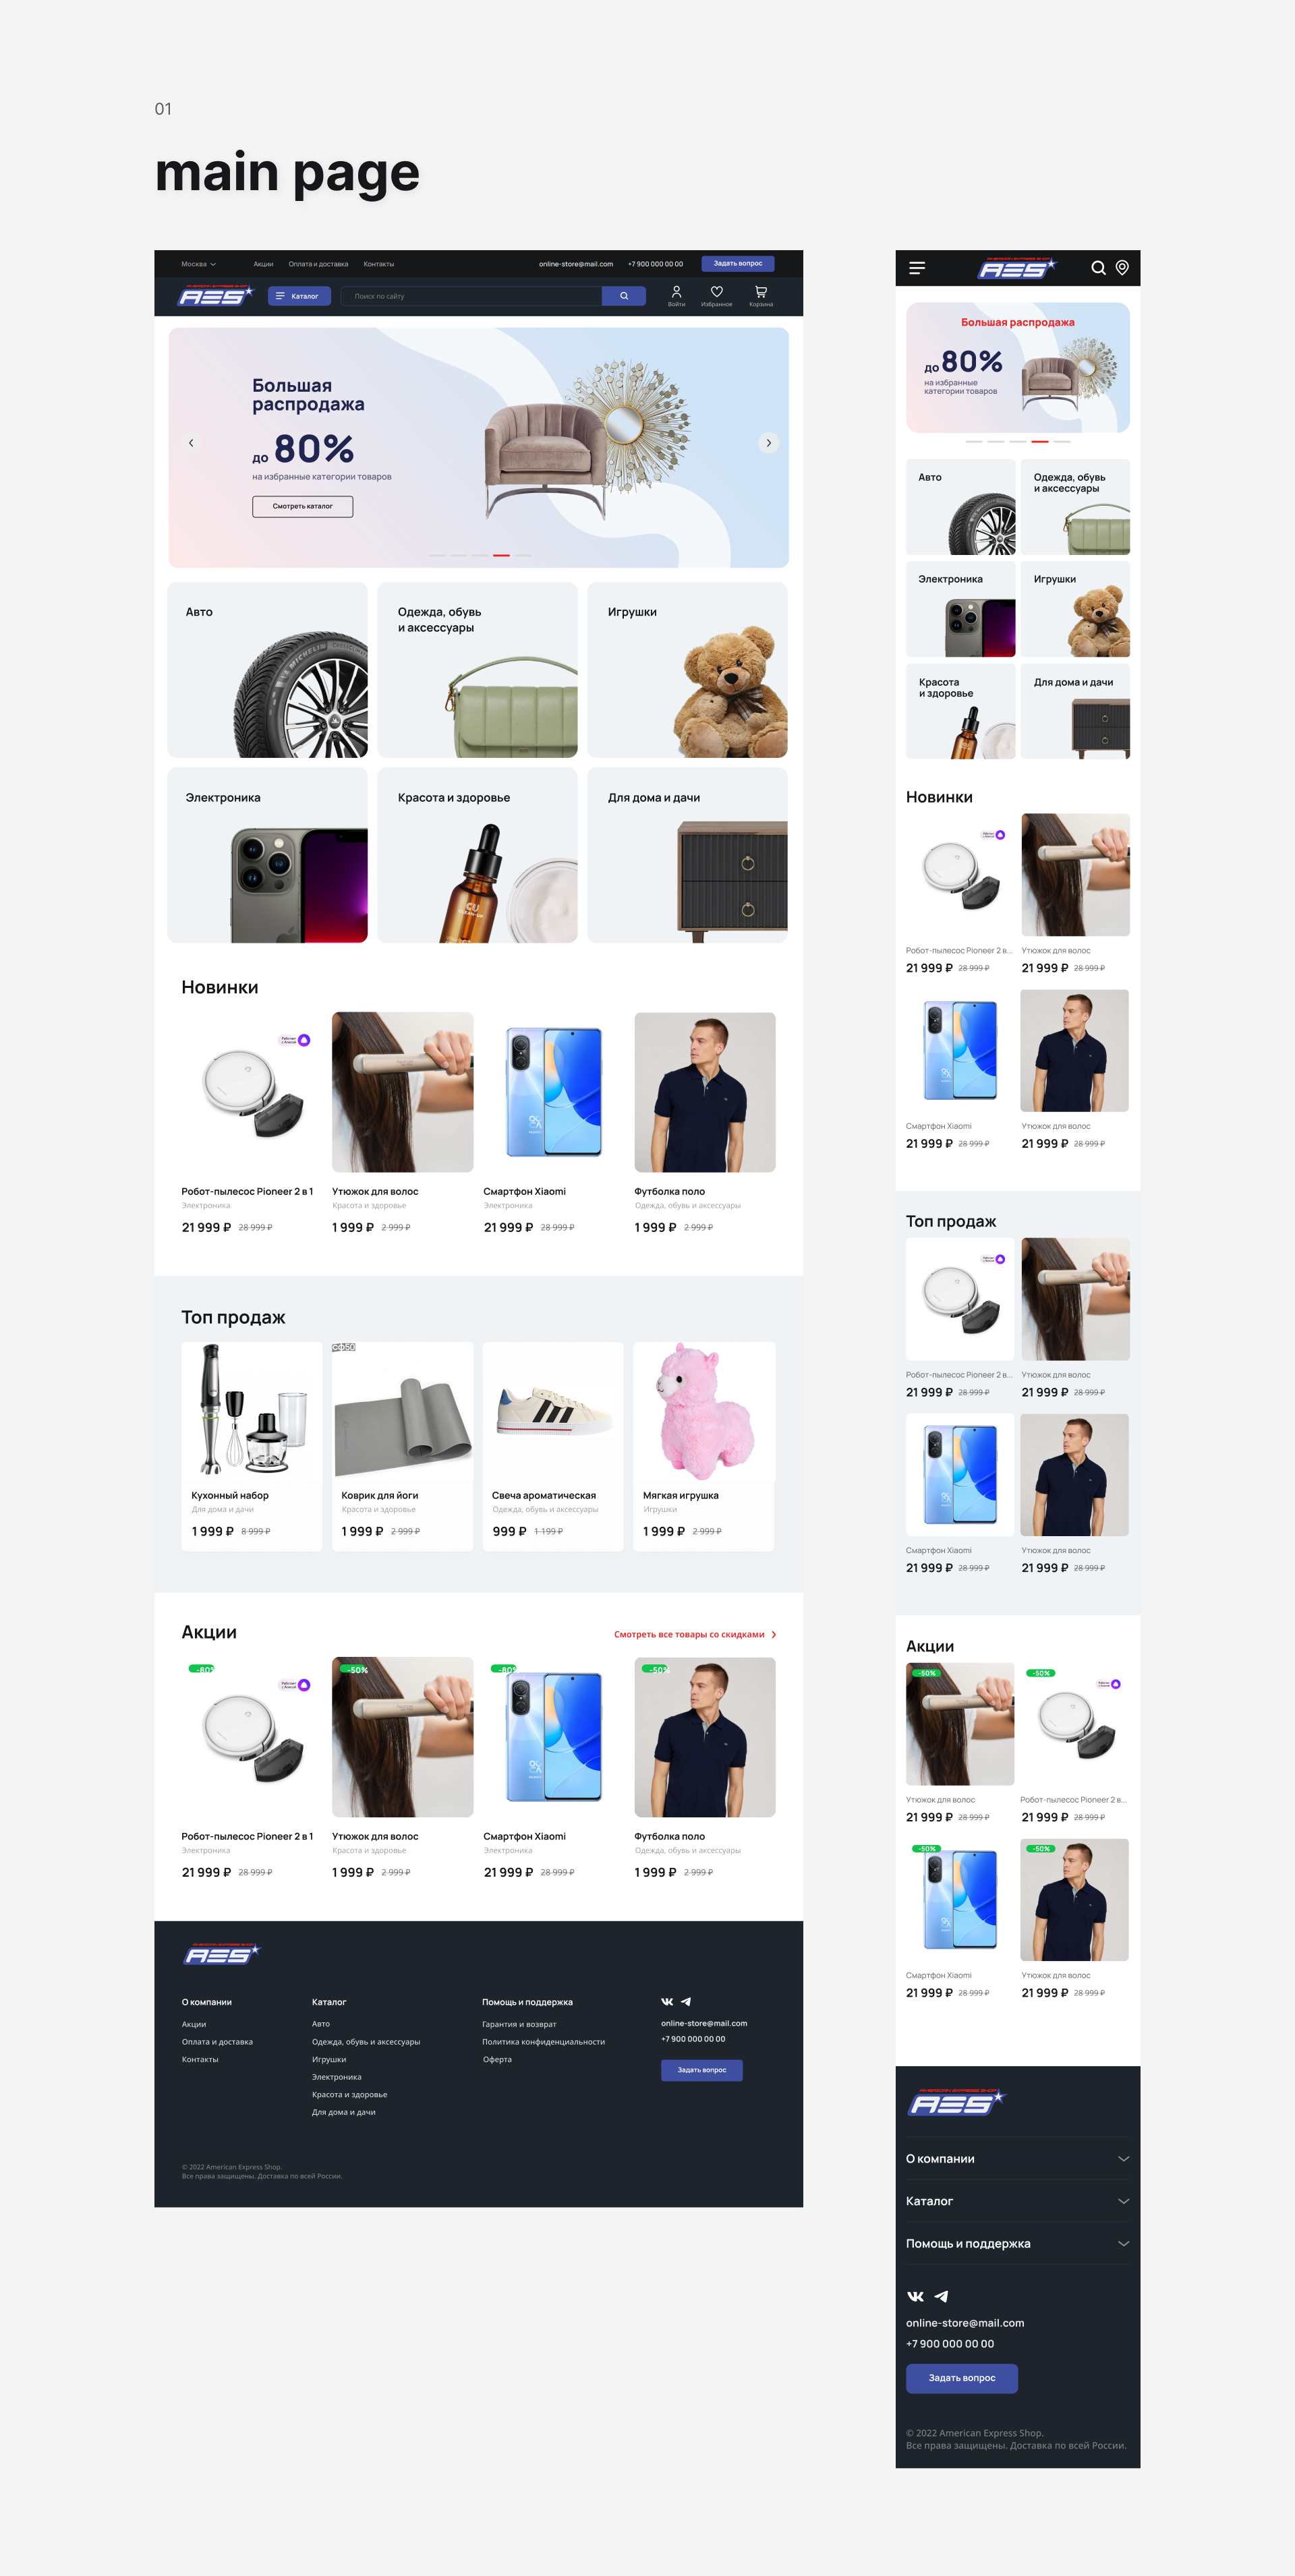 01
main page
Москва
Акции
Оплата и доставка
Контакты
online-store@mail.com
+7 900 000 00 00
Задать вопрос
AMERICAN EXPRESS SHOP
AES
Каталог
Поиск по сайту
Войти
Избранное
Корзина
Большая
распродажа
до 80%
на избранные категории товаров
Смотреть каталог
Авто
MICHELIN
Одежда, обувь
и аксессуары
Игрушки
Электроника
Красота и здоровье
CU
Для дома и дачи
Новинки
Работает
с Алисой
Робот-пылесос Pioneer 2 в 1
Электроника
21 999 ₽ 28 999 ₽
Утюжок для волос
Красота и здоровье
1 999 ₽ 2 999 ₽
Смартфон Xiaomi
Электроника
21 999 ₽ 28 999 ₽
Футболка поло
Одежда, обувь и аксессуары
1 999 ₽ 2 999 ₽
Топ продаж
Кухонный набор
Для дома и дачи
1 999 ₽ 8 999 ₽
Коврик для йоги
Красота и здоровье
1 999 ₽ 2 999 ₽
Свеча ароматическая
Одежда, обувь и аксессуары
999 ₽ 1 199 ₽
Мягкая игрушка
Игрушки
1 999 ₽ 2 999 ₽
Акции
Смотреть все товары со скидками
-80%
Работает
с Алисой
Робот-пылесос Pioneer 2 в 1
Электроника
21 999 ₽ 28 999 ₽
-50%
Утюжок для волос
Красота и здоровье
1 999 ₽ 2 999 ₽
-80%
Смартфон Xiaomi
Электроника
21 999 ₽ 28 999 ₽
-50%
Футболка поло
Одежда, обувь и аксессуары
1 999 ₽ 2 999 ₽
AMERICAN EXPRESS SHOP
AES
О компании
Акции
Оплата и доставка
Контакты
Каталог
Авто
Одежда, обувь и аксессуары
Игрушки
Электроника
Красота и здоровье
Для дома и дачи
Помощь и поддержка
Гарантия и возврат
Политика конфиденциальности
Оферта
online-store@mail.com
+7 900 000 00 00
Задать вопрос
© 2022 American Express Shop.
Все права защищены. Доставка по всей России.
AMERICAN EXPRESS SHOP
AES
Большая распродажа
до 80%
на избранные
категории товаров
Авто
Одежда, обувь
и аксессуары
Электроника
Игрушки
Красота
и здоровье
Для дома и дачи
Новинки
Робот-пылесос Pioneer 2 в...
21 999 ₽ 28 999 ₽
Утюжок для волос
21 999 ₽ 28 999 ₽
Смартфон Xiaomi
21 999 ₽ 28 999 ₽
Утюжок для волос
21 999 ₽ 28 999 ₽
Топ продаж
Робот-пылесос Pioneer 2 в...
21 999 ₽ 28 999 ₽
Утюжок для волос
21 999 ₽ 28 999 ₽
Смартфон Xiaomi
21 999 ₽ 28 999 ₽
Утюжок для волос
21 999 ₽ 28 999 ₽
Акции
-50%
Утюжок для волос
21 999 ₽ 28 999 ₽
-50%
Робот-пылесос Pioneer 2 в...
21 999 ₽ 28 999 ₽
-50%
Смартфон Xiaomi
21 999 ₽ 28 999 ₽
-50%
Утюжок для волос
21 999 ₽ 28 999 ₽
AMERICAN EXPRESS SHOP
AES
О компании
Каталог
Помощь и поддержка
online-store@mail.com
+7 900 000 00 00
Задать вопрос
© 2022 American Express Shop.
Все права защищены. Доставка по всей России.